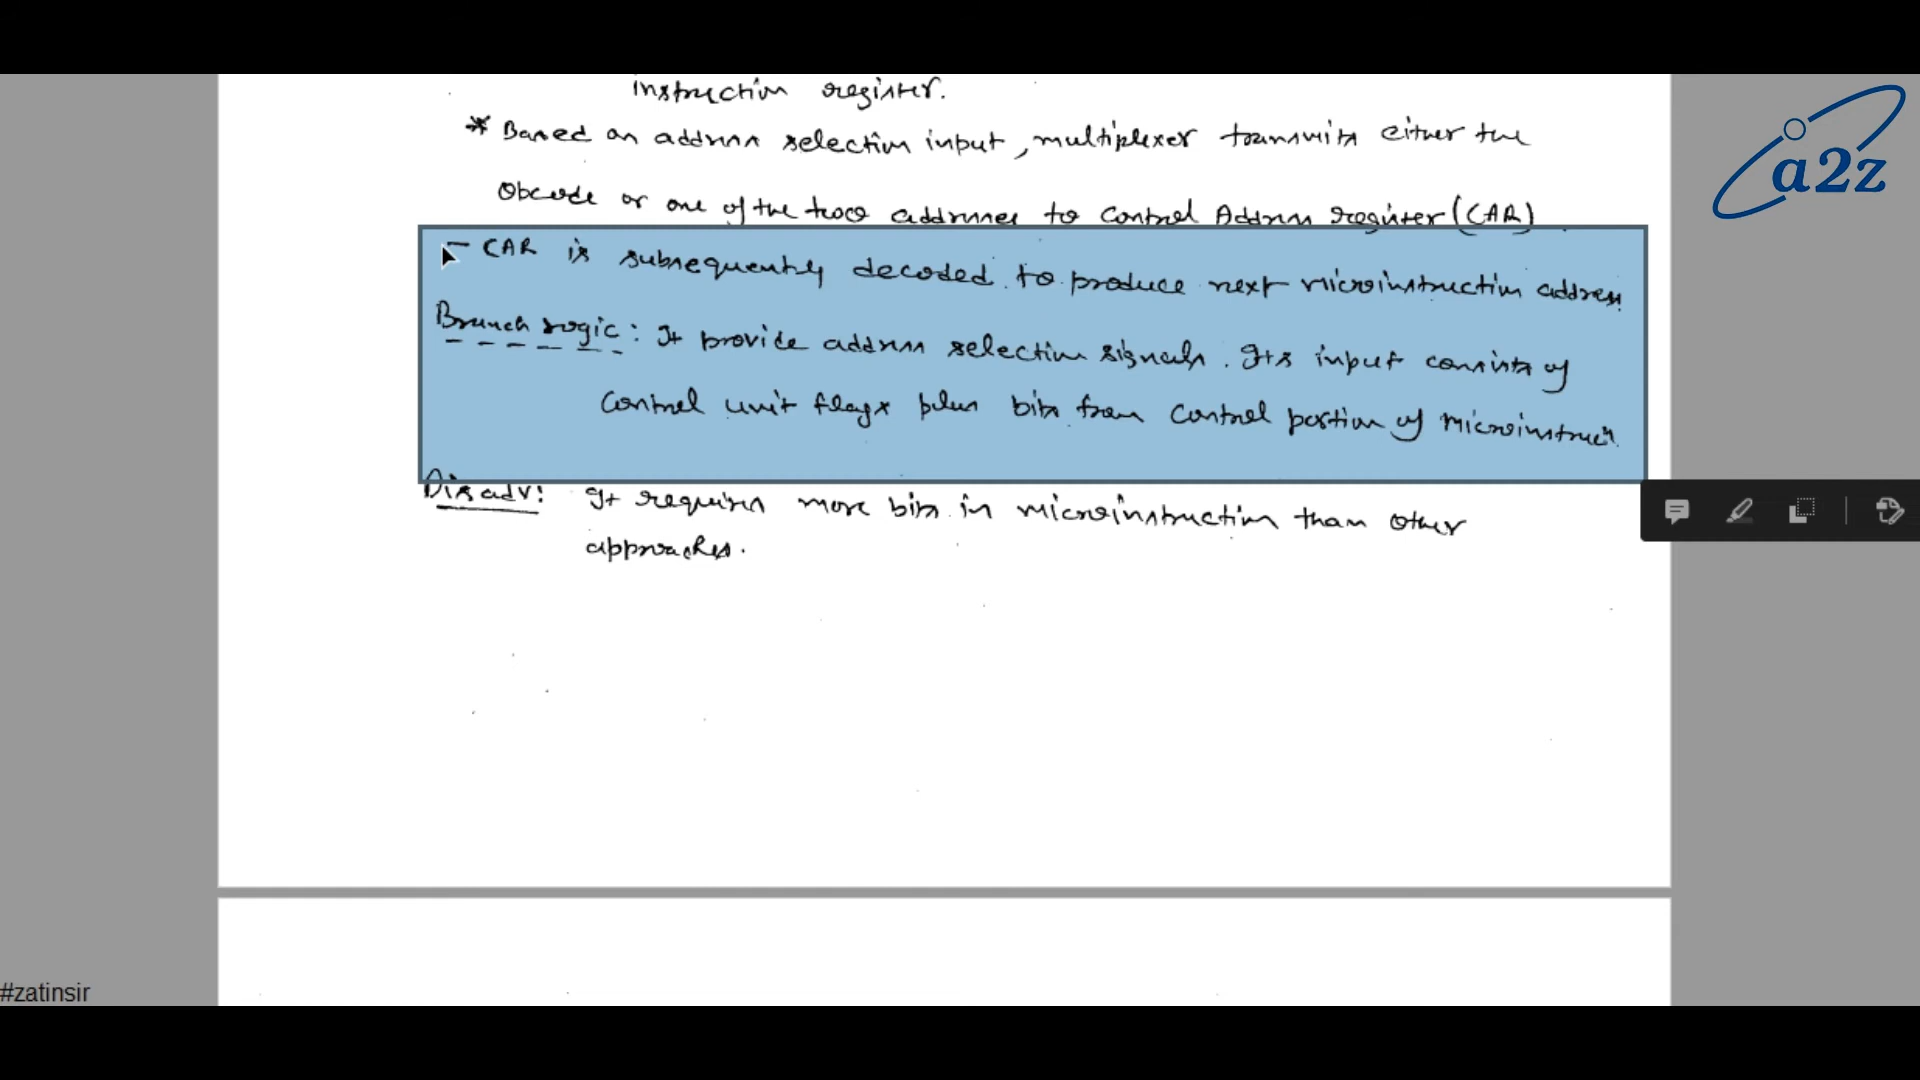 instruction register.
* Based on address selection input, multiplexer transmits either the
Obcode or one of the two addresses to Control Address register (CAR).
- CAR is subsequently decoded to produce next microinstruction address.
Branch Logic: It provide address selection signals. Its input consists of
Control unit flags plus bits from control portion of microinstrucn.
Disadv: It requires more bits in microinstruction than other
approaches.
a2z
#zatinsir